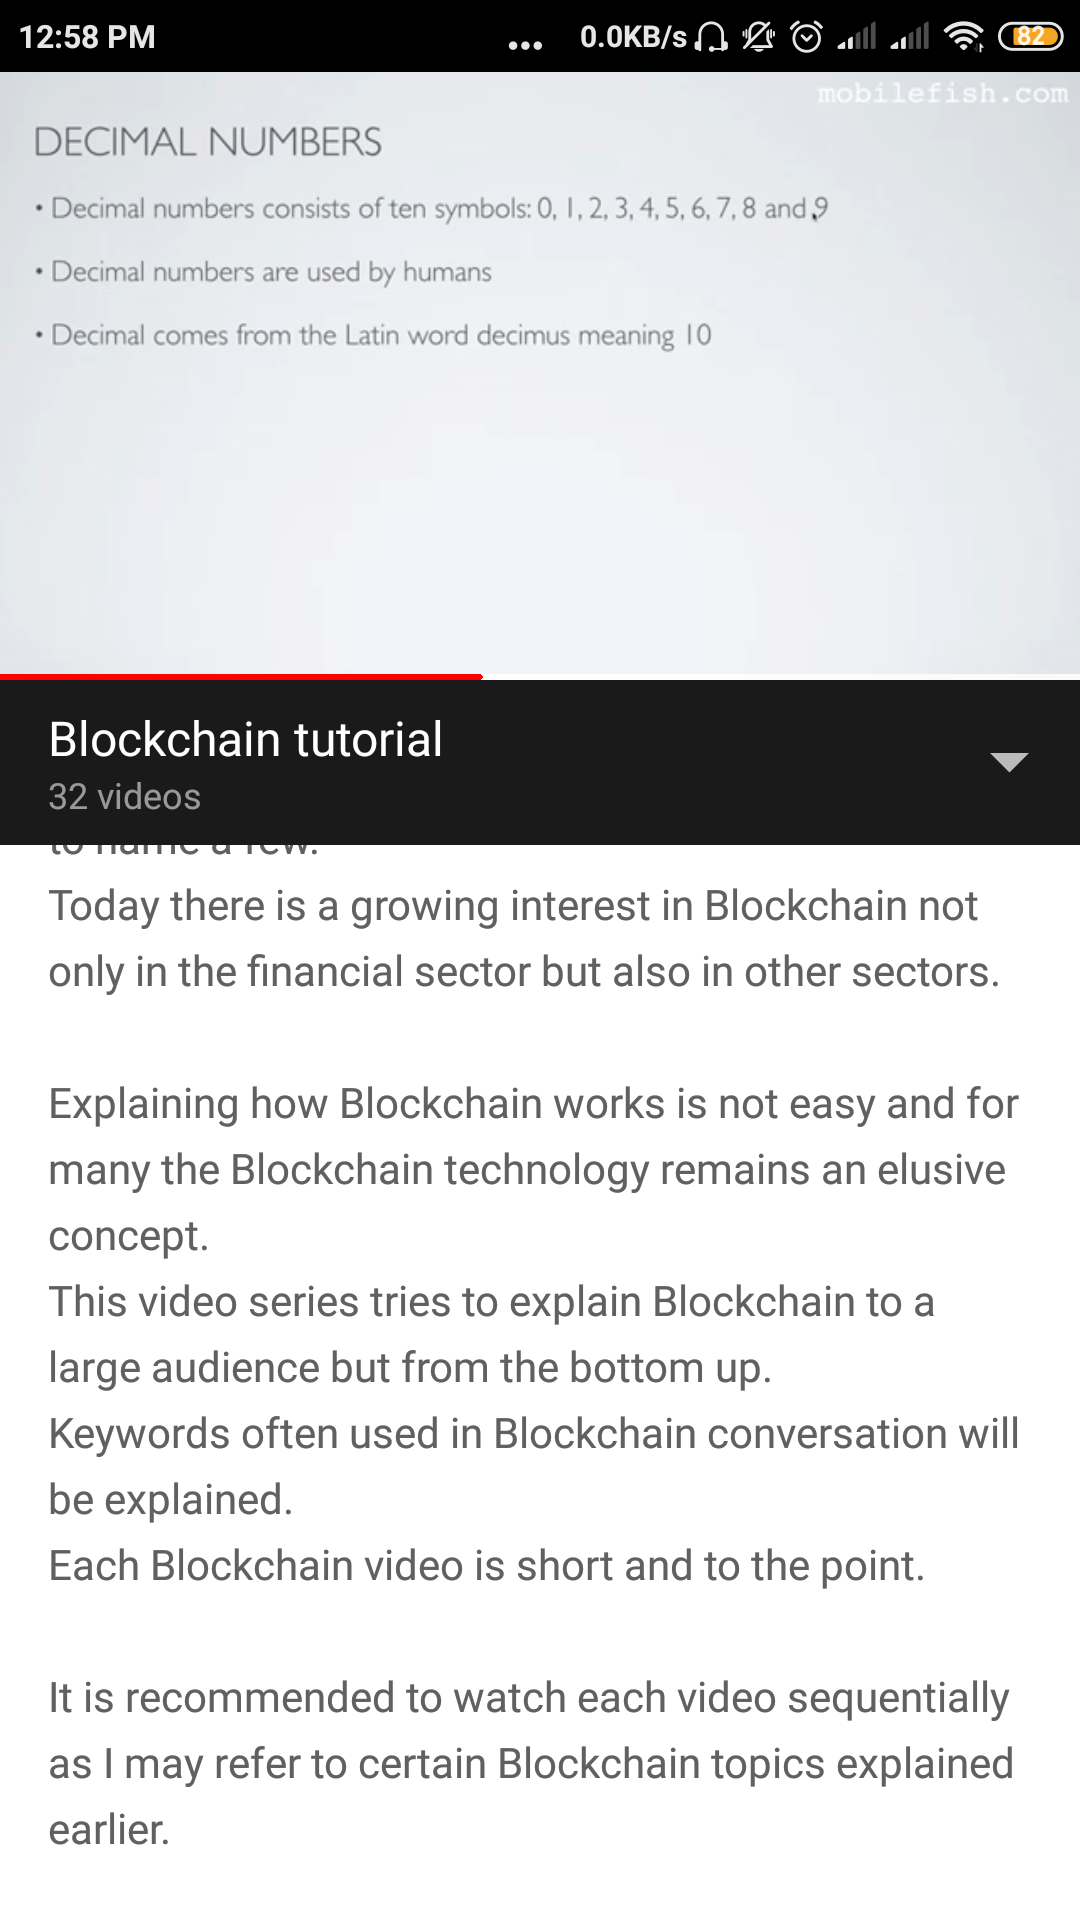 12:58 PM
... 0.0KB/s 82
mobilefish.com
DECIMAL NUMBERS
• Decimal numbers consists of ten symbols: 0, 1, 2, 3, 4, 5, 6, 7, 8 and 9
• Decimal numbers are used by humans
• Decimal comes from the Latin word decimus meaning 10
Blockchain tutorial
32 videos
to name a few.
Today there is a growing interest in Blockchain not
only in the financial sector but also in other sectors.
Explaining how Blockchain works is not easy and for
many the Blockchain technology remains an elusive
concept.
This video series tries to explain Blockchain to a
large audience but from the bottom up.
Keywords often used in Blockchain conversation will
be explained.
Each Blockchain video is short and to the point.
It is recommended to watch each video sequentially
as I may refer to certain Blockchain topics explained
earlier.